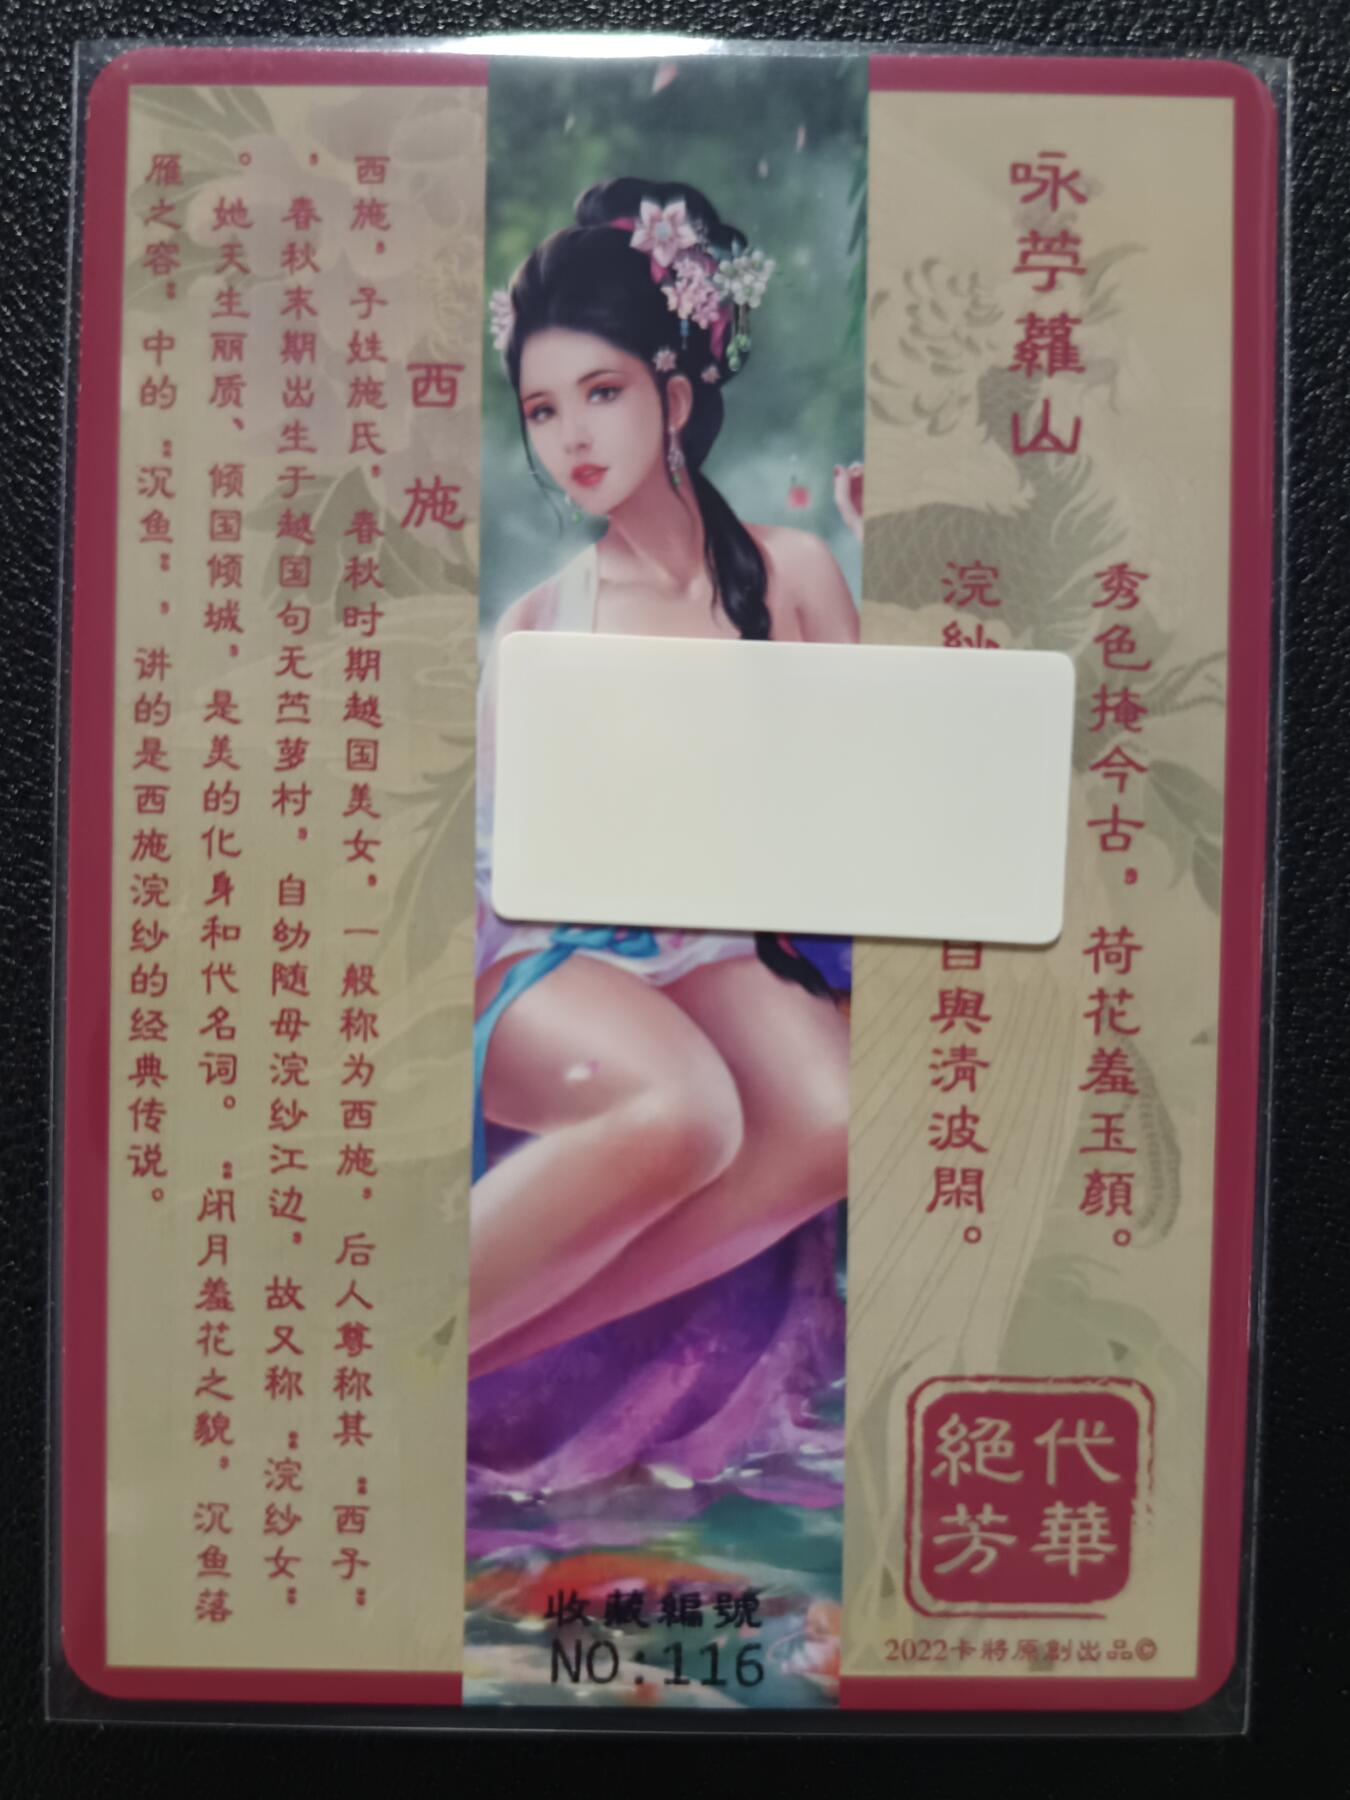 咏苧蘿山
秀色掩今古，荷花羞玉顏。
浣紗自與清波閑。
絕代
芳華
2022卡將原創出品©
收藏編號
NO:116
西施
西施，子姓施氏，春秋时期越国美女，一般称为西施，后人尊称其“西子”
，春秋末期出生于越国句无苎萝村，自幼随母浣纱江边，故又称“浣纱女”
。她天生丽质、倾国倾城，是美的化身和代名词。“闭月羞花之貌，沉鱼落
雁之容”中的“沉鱼”，讲的是西施浣纱的经典传说。